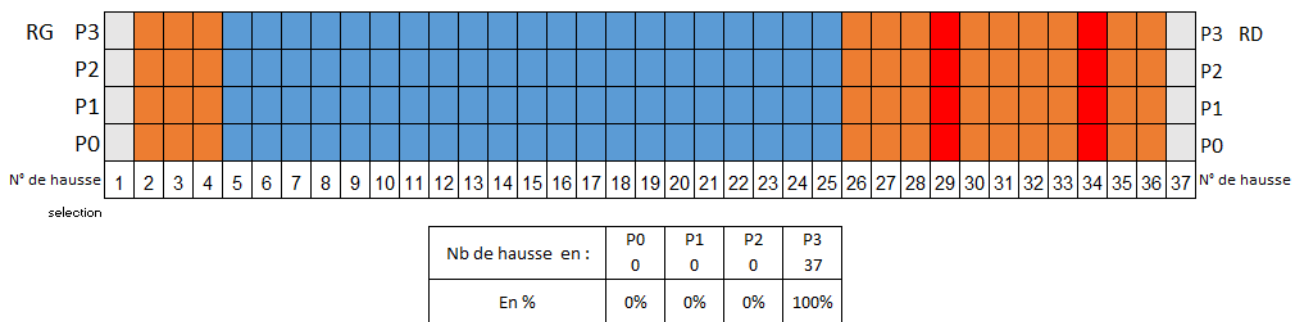 RG P3 P3 RD
P2 P2
P1 P1
P0 P0
N° de hausse 1 2 3 4 5 6 7 8 9 10 11 12 13 14 15 16 17 18 19 20 21 22 23 24 25 26 27 28 29 30 31 32 33 34 35 36 37 N° de hausse
selection
Nb de hausse en : P0 P1 P2 P3
0 0 0 37
En % 0% 0% 0% 100%